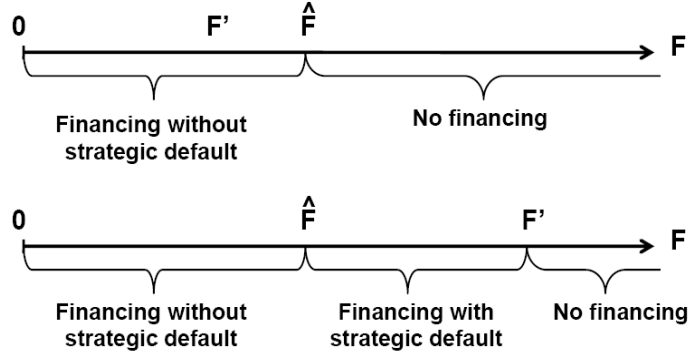 0 F’ F̂
F
Financing without
strategic default
No financing
0 F̂ F’
F
Financing without
strategic default
Financing with
strategic default
No financing